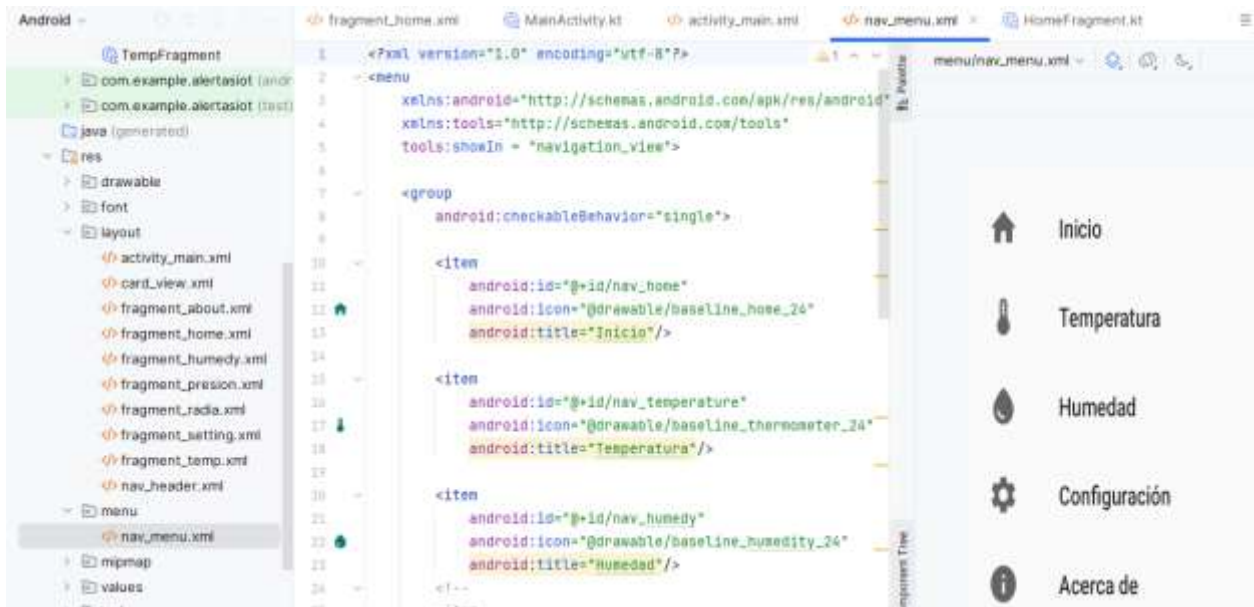 Android
fragment_home.xml
MainActivity.kt
activity_main.xml
nav_menu.xml
HomeFragment.kt
TempFragment
com.example.alertasiot (andr
com.example.alertasiot (test)
java (generated)
res
drawable
font
layout
activity_main.xml
card_view.xml
fragment_about.xml
fragment_home.xml
fragment_humedy.xml
fragment_presion.xml
fragment_radia.xml
fragment_setting.xml
fragment_temp.xml
nav_header.xml
menu
nav_menu.xml
mipmap
values
1 <?xml version="1.0" encoding="utf-8"?>
2 <menu
3 xmlns:android="http://schemas.android.com/apk/res/android"
4 xmlns:tools="http://schemas.android.com/tools"
5 tools:showIn = "navigation_view">
6
7 <group
8 android:checkableBehavior="single">
9
10 <item
11 android:id="@+id/nav_home"
12 android:icon="@drawable/baseline_home_24"
13 android:title="Inicio"/>
14
15 <item
16 android:id="@+id/nav_temperature"
17 android:icon="@drawable/baseline_thermometer_24"
18 android:title="Temperatura"/>
19
20 <item
21 android:id="@+id/nav_humedy"
22 android:icon="@drawable/baseline_humedity_24"
23 android:title="Humedad"/>
24 <!--
1
Palette
menu/nav_menu.xml
Inicio
Temperatura
Humedad
Configuración
Acerca de
mponent Tree